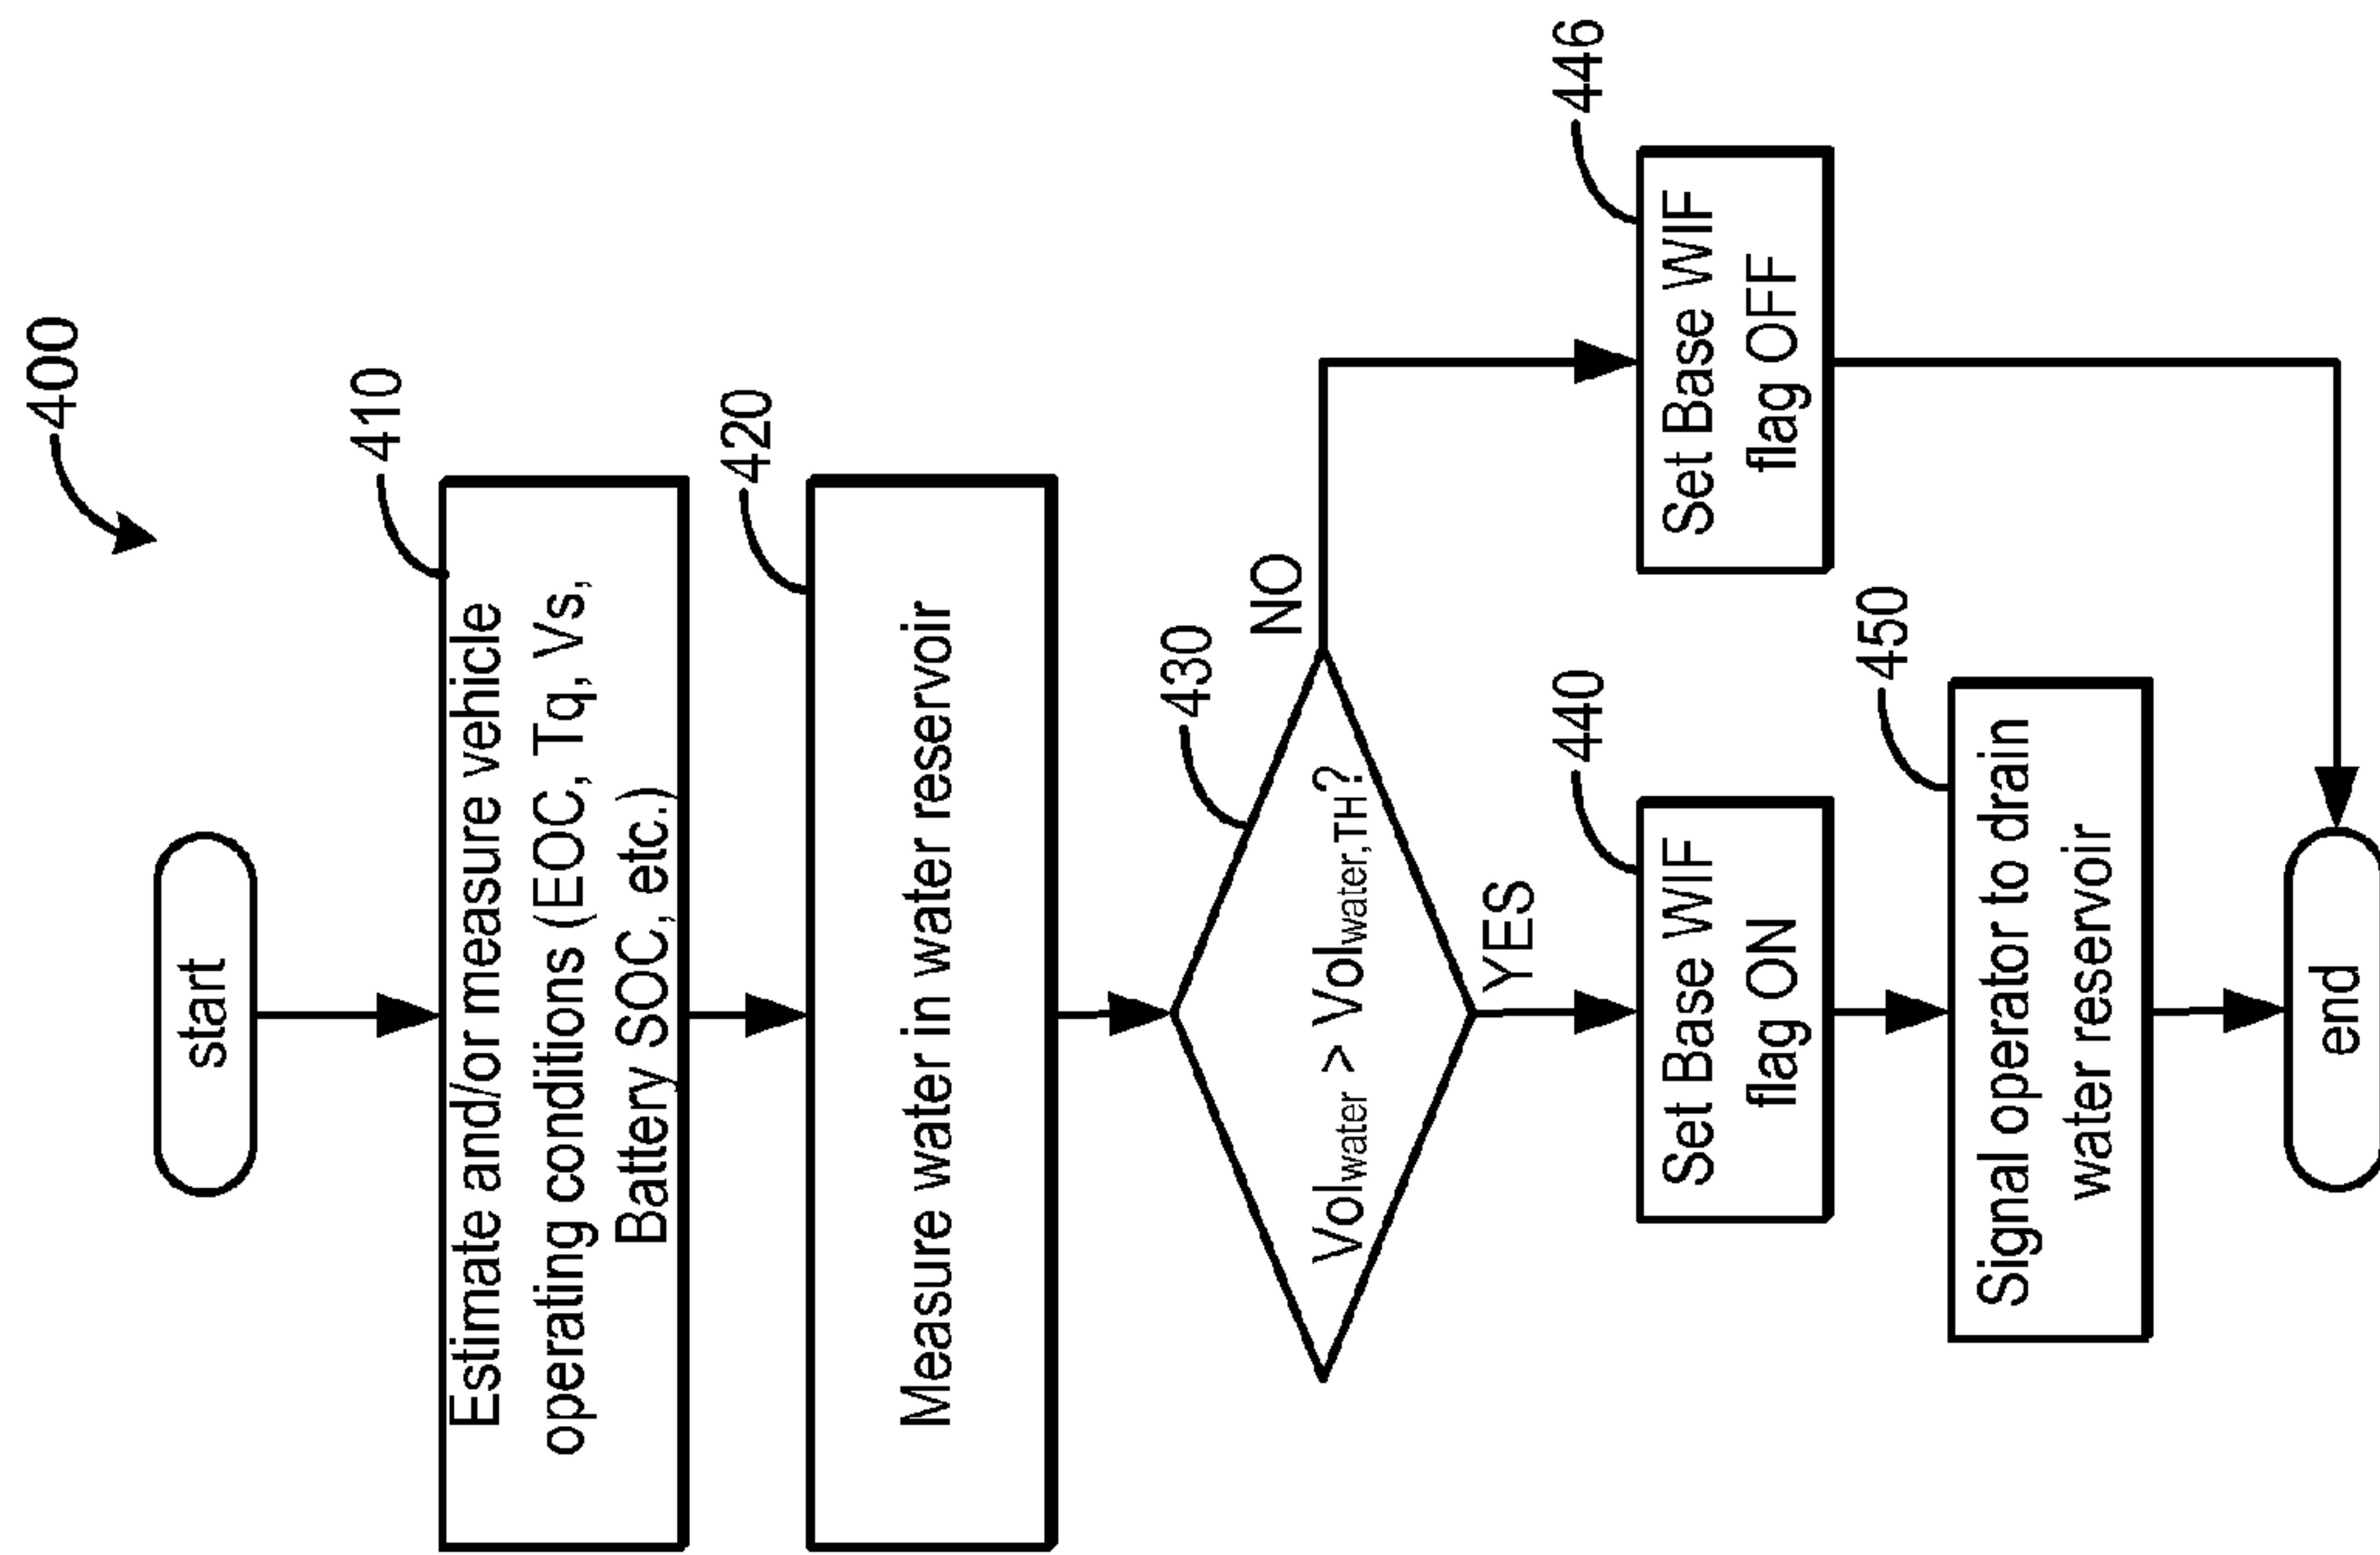 400
start
410
Estimate and/or measure vehicle
operating conditions (EOC, Tq, Vs,
Battery SOC, etc.)
420
Measure water in water reservoir
430
Volwater > Volwater,TH?
NO
YES
440
Set Base WIF
flag ON
446
Set Base WIF
flag OFF
450
Signal operator to drain
water reservoir
end